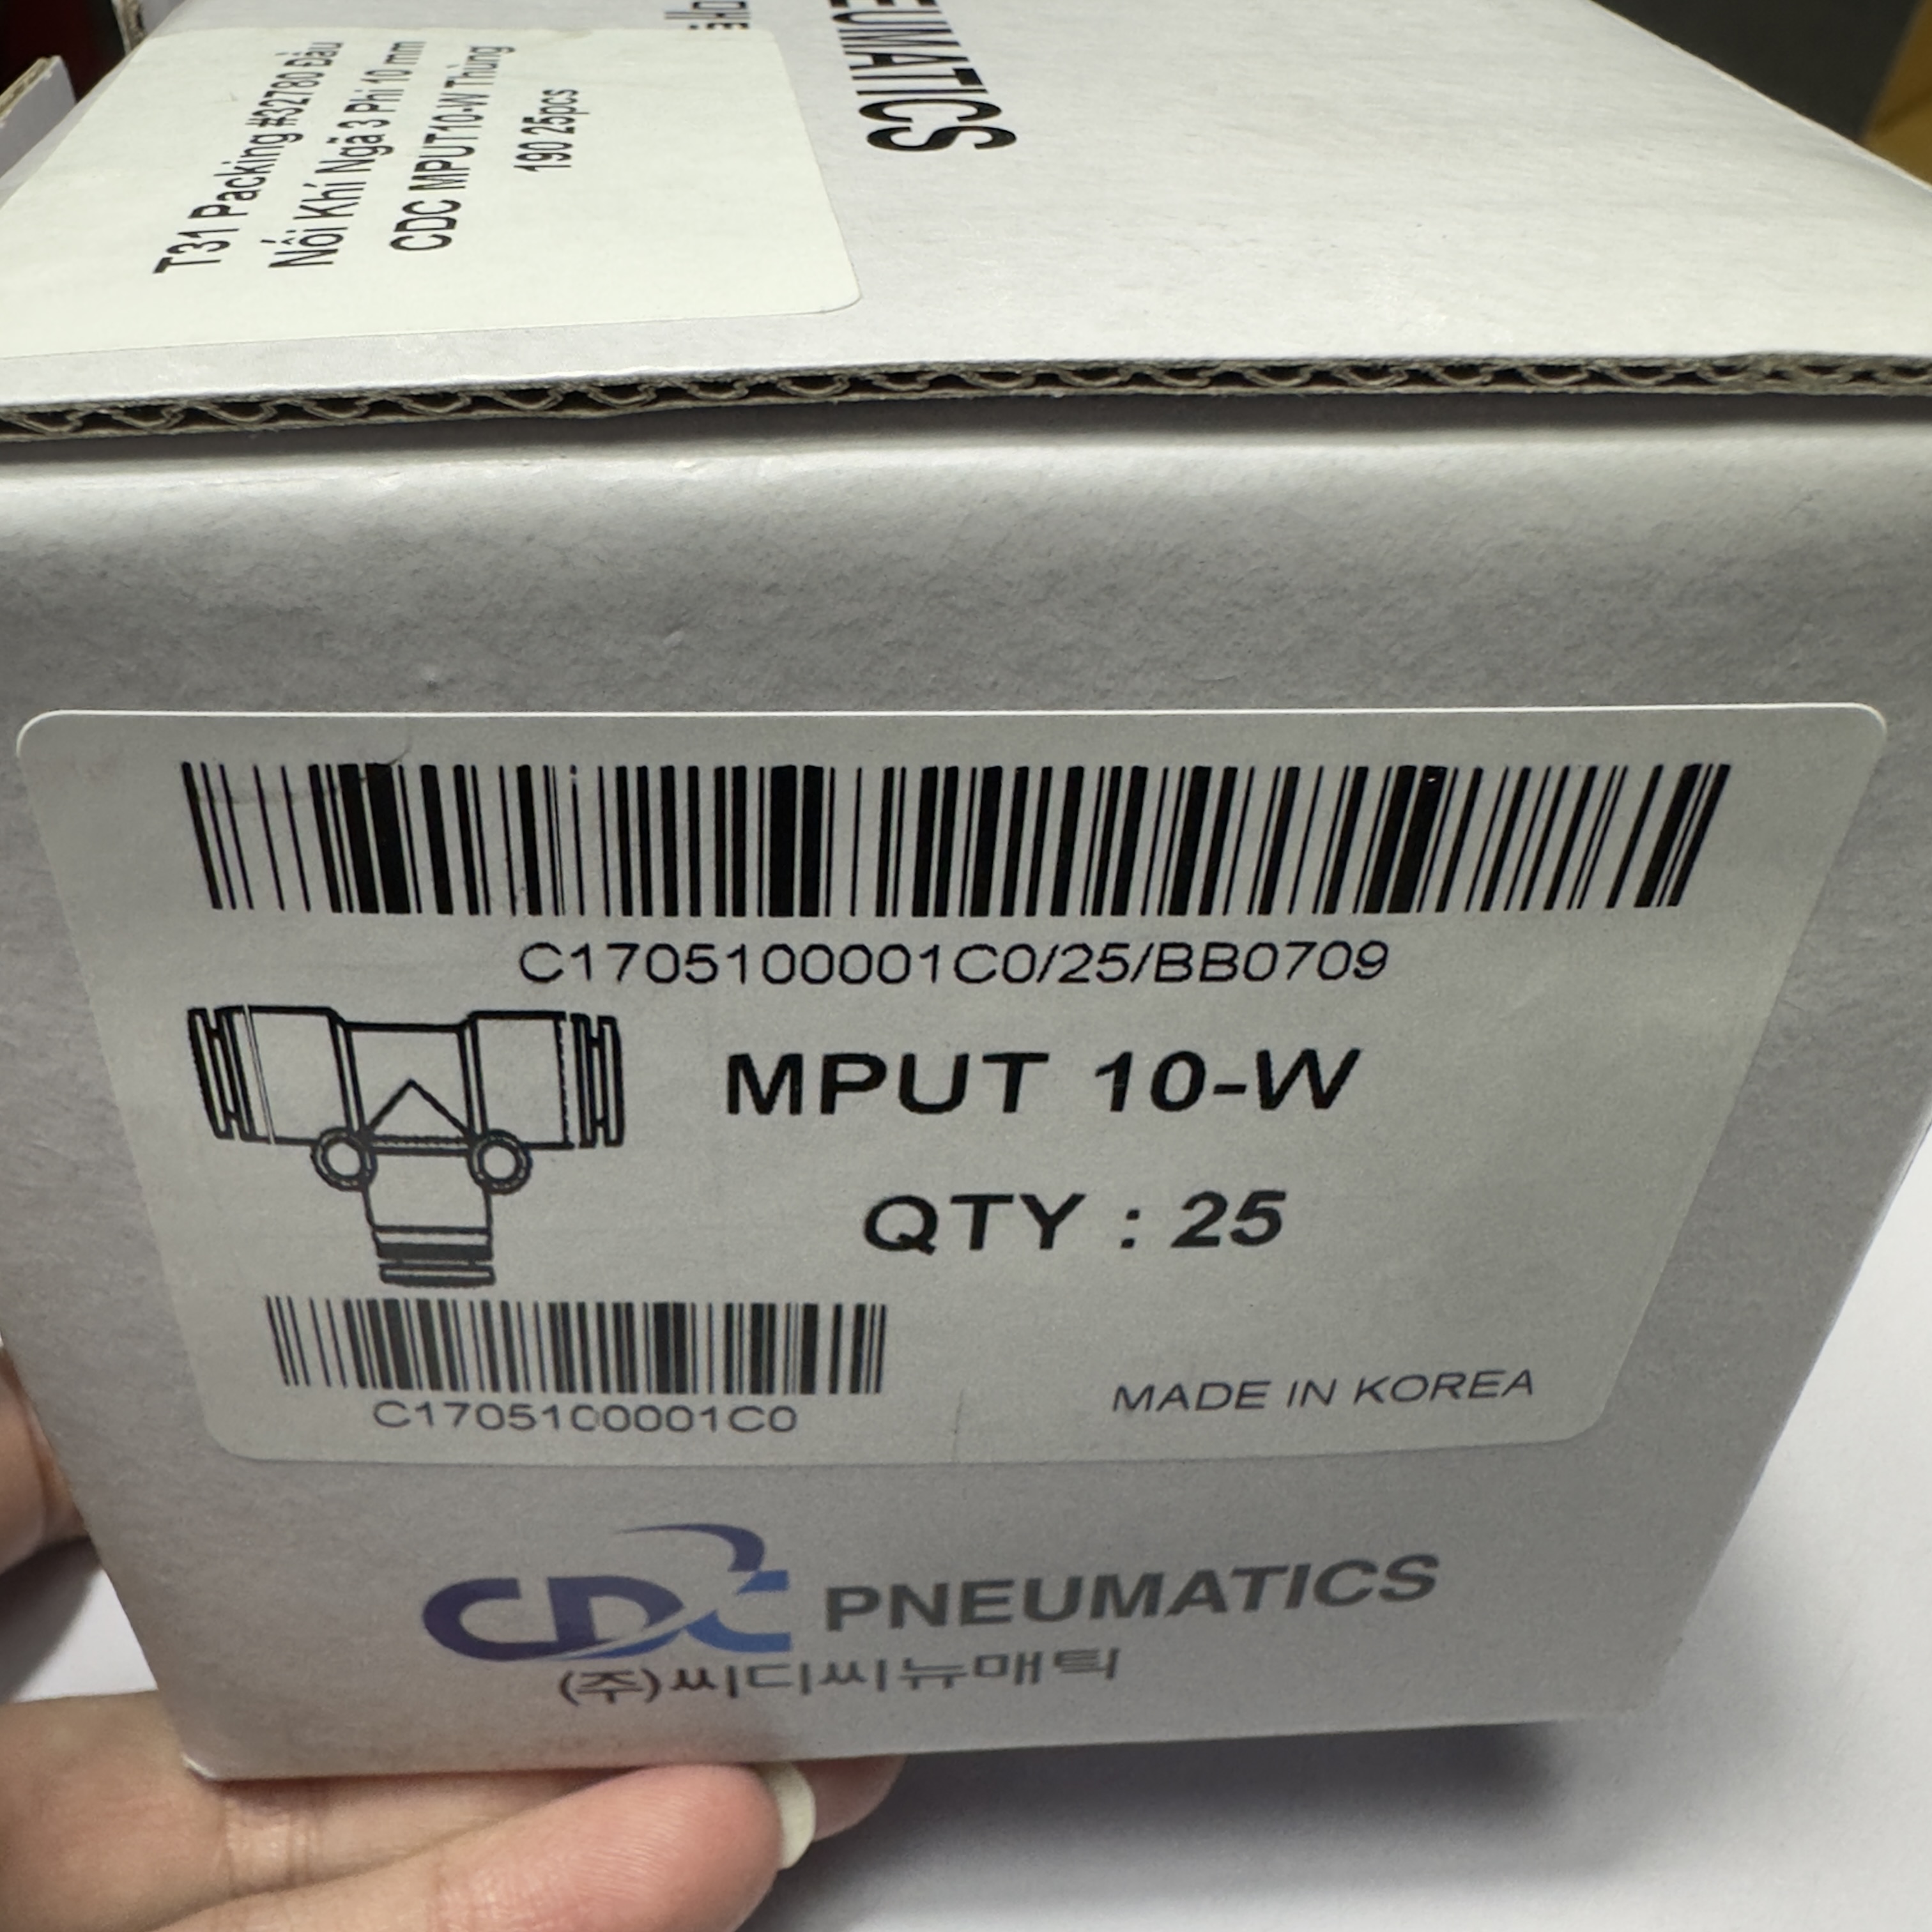 T31 Packing #32780 Đầu
Nối Khí Ngã 3 Phi 10 mm
CDC MPUT10-W Thùng
190 25pcs
EUMATICS
C1705100001C0/25/BB0709
MPUT 10-W
QTY : 25
C1705100001C0
MADE IN KOREA
CDC PNEUMATICS
(주)씨디씨뉴매틱